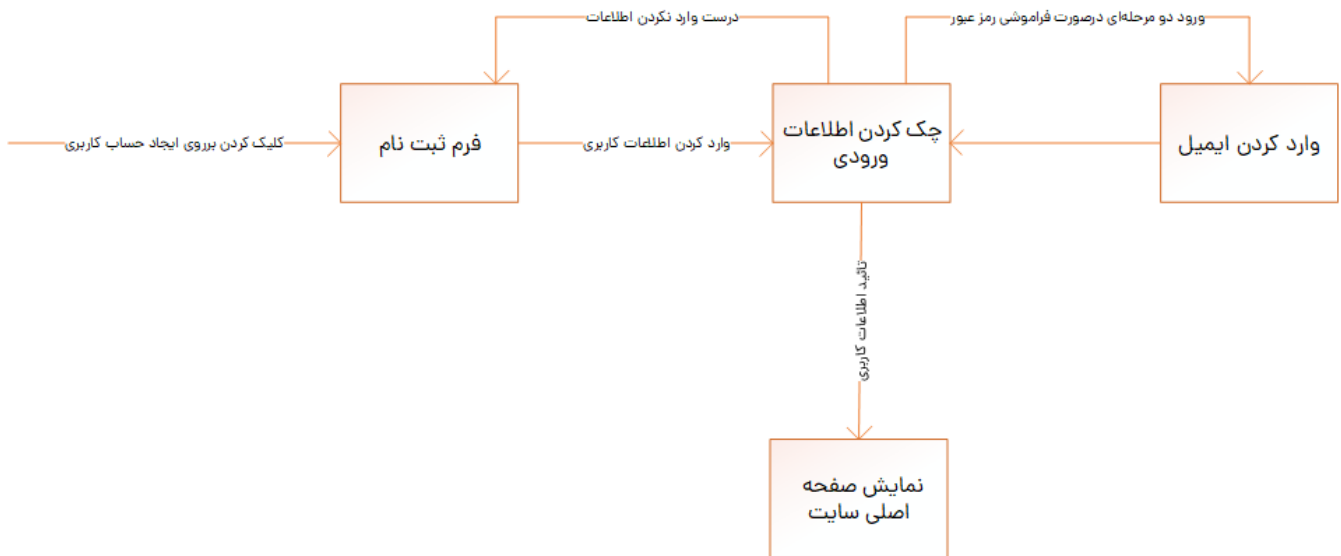 درست وارد نکردن اطلاعات
ورود دو مرحله‌ای درصورت فراموشی رمز عبور
کلیک کردن برروی ایجاد حساب کاربری
فرم ثبت نام
وارد کردن اطلاعات کاربری
چک کردن اطلاعات
ورودی
وارد کردن ایمیل
تائید اطلاعات کاربری
نمایش صفحه
اصلی سایت